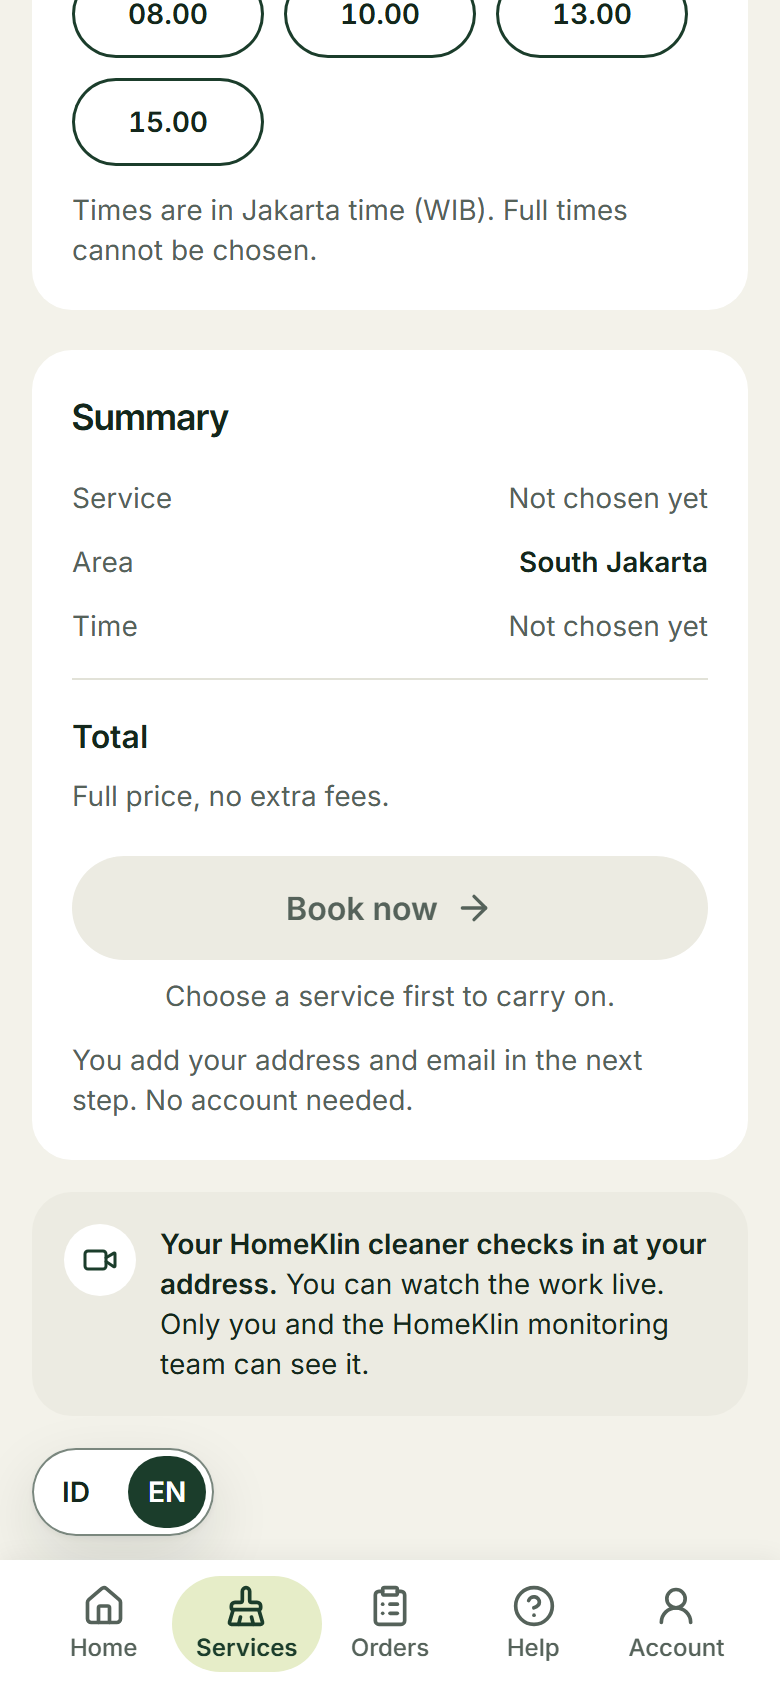 08.00 10.00 13.00
15.00
Times are in Jakarta time (WIB). Full times
cannot be chosen.
Summary
Service Not chosen yet
Area South Jakarta
Time Not chosen yet
Total
Full price, no extra fees.
Book now
Choose a service first to carry on.
You add your address and email in the next
step. No account needed.
Your HomeKlin cleaner checks in at your
address. You can watch the work live.
Only you and the HomeKlin monitoring
team can see it.
ID EN
Home Services Orders Help Account